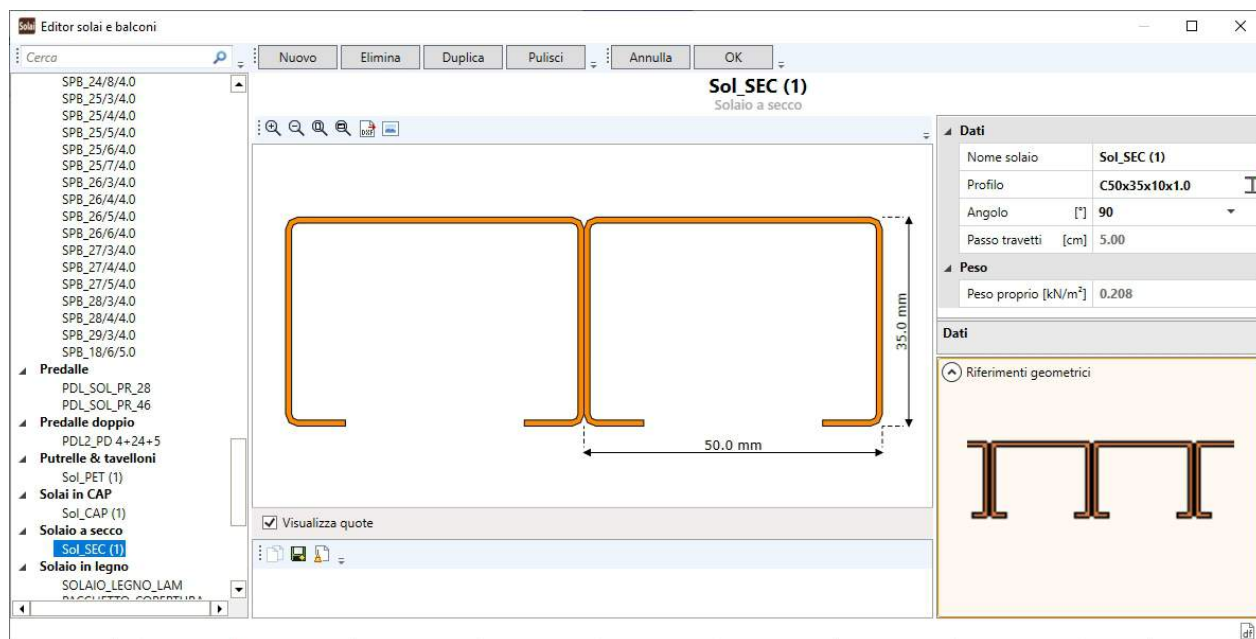 Solai Editor solai e balconi
Cerca
Nuovo Elimina Duplica Pulisci Annulla OK
SPB_24/8/4.0
SPB_25/3/4.0
SPB_25/4/4.0
SPB_25/5/4.0
SPB_25/6/4.0
SPB_25/7/4.0
SPB_26/3/4.0
SPB_26/4/4.0
SPB_26/5/4.0
SPB_26/6/4.0
SPB_27/3/4.0
SPB_27/4/4.0
SPB_27/5/4.0
SPB_28/3/4.0
SPB_28/4/4.0
SPB_29/3/4.0
SPB_18/6/5.0
Predalle
PDL_SOL_PR_28
PDL_SOL_PR_46
Predalle doppio
PDL2_PD 4+24+5
Putrelle & tavelloni
Sol_PET (1)
Solai in CAP
Sol_CAP (1)
Solaio a secco
Sol_SEC (1)
Solaio in legno
SOLAIO_LEGNO_LAM
PACCHETTO_COPERTURA
Sol_SEC (1)
Solaio a secco
DXF
35.0 mm
50.0 mm
Visualizza quote
Dati
Nome solaio Sol_SEC (1)
Profilo C50x35x10x1.0
Angolo [°] 90
Passo travetti [cm] 5.00
Peso
Peso proprio [kN/m²] 0.208
Dati
Riferimenti geometrici